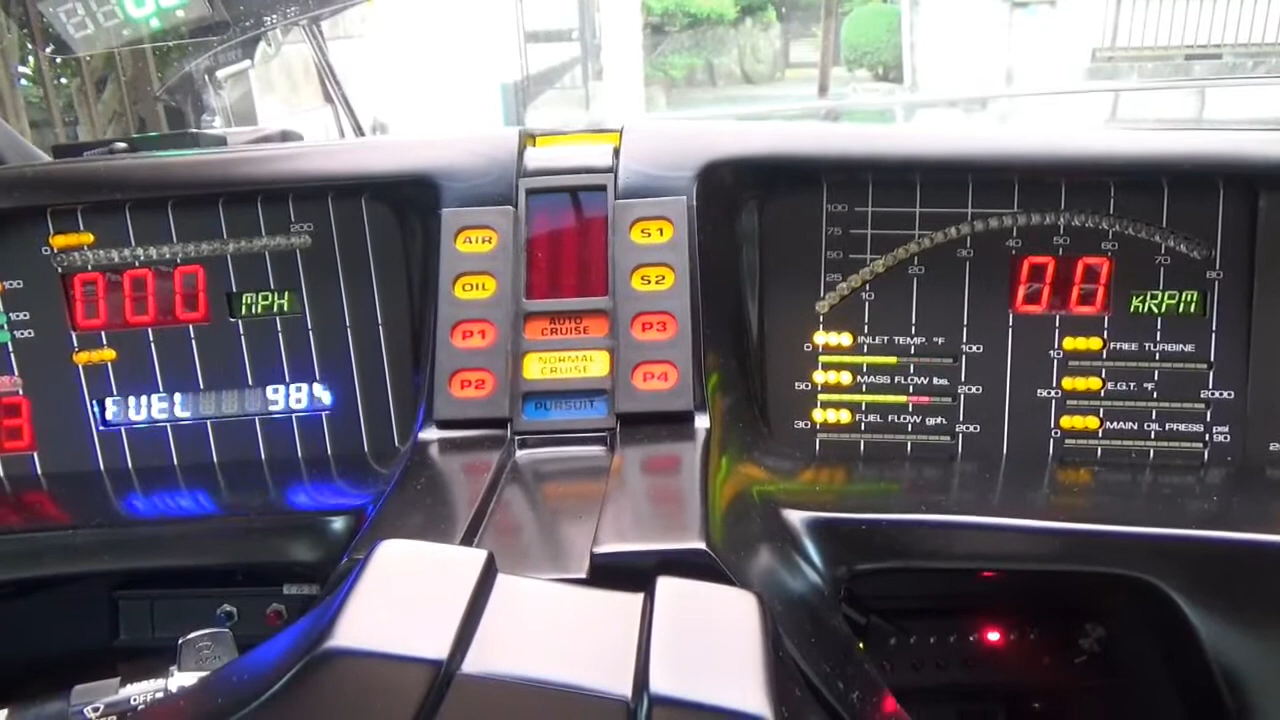 0 200
100
100
100
000 MPH
FUEL 98%
3
AIR
OIL
P1
P2
AUTO
CRUISE
NORMAL
CRUISE
PURSUIT
S1
S2
P3
P4
100
75
50
25
10 20 30 40 50 60 70 80
00 KRPM
INLET TEMP. °F
0 100
MASS FLOW lbs.
50 200
FUEL FLOW gph.
30 200
FREE TURBINE
10
E.G.T. °F
500 2000
MAIN OIL PRESS psi
0 90
OFF